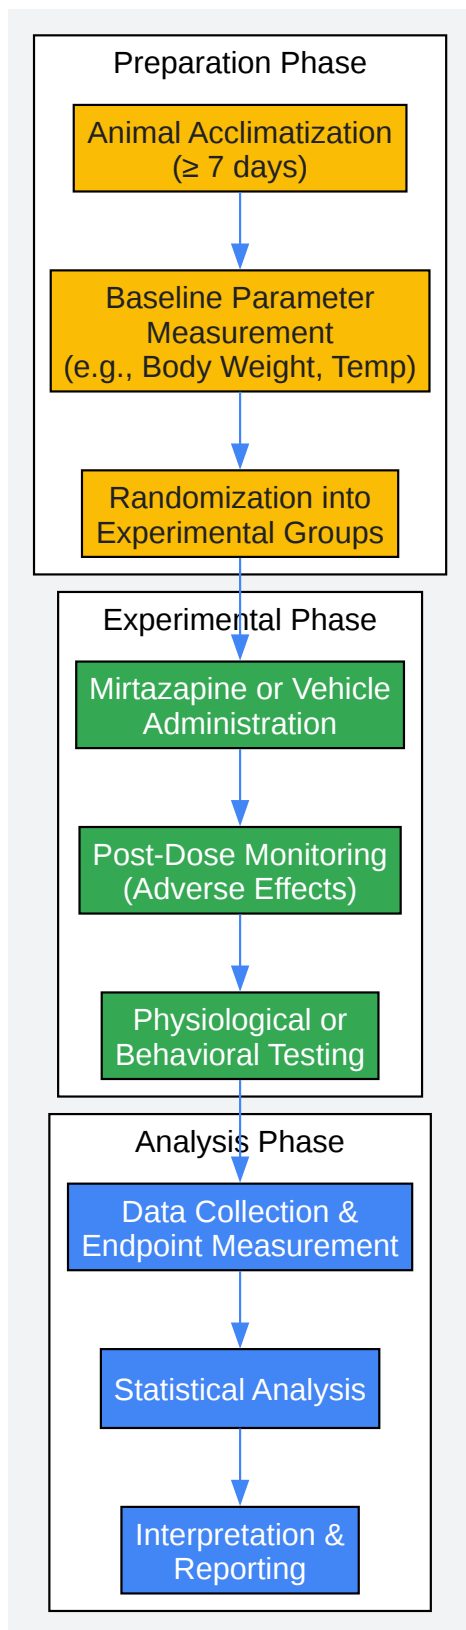 Preparation Phase
Animal Acclimatization
(≥ 7 days)
Baseline Parameter
Measurement
(e.g., Body Weight, Temp)
Randomization into
Experimental Groups
Experimental Phase
Mirtazapine or Vehicle
Administration
Post-Dose Monitoring
(Adverse Effects)
Physiological or
Behavioral Testing
Analysis Phase
Data Collection &
Endpoint Measurement
Statistical Analysis
Interpretation &
Reporting